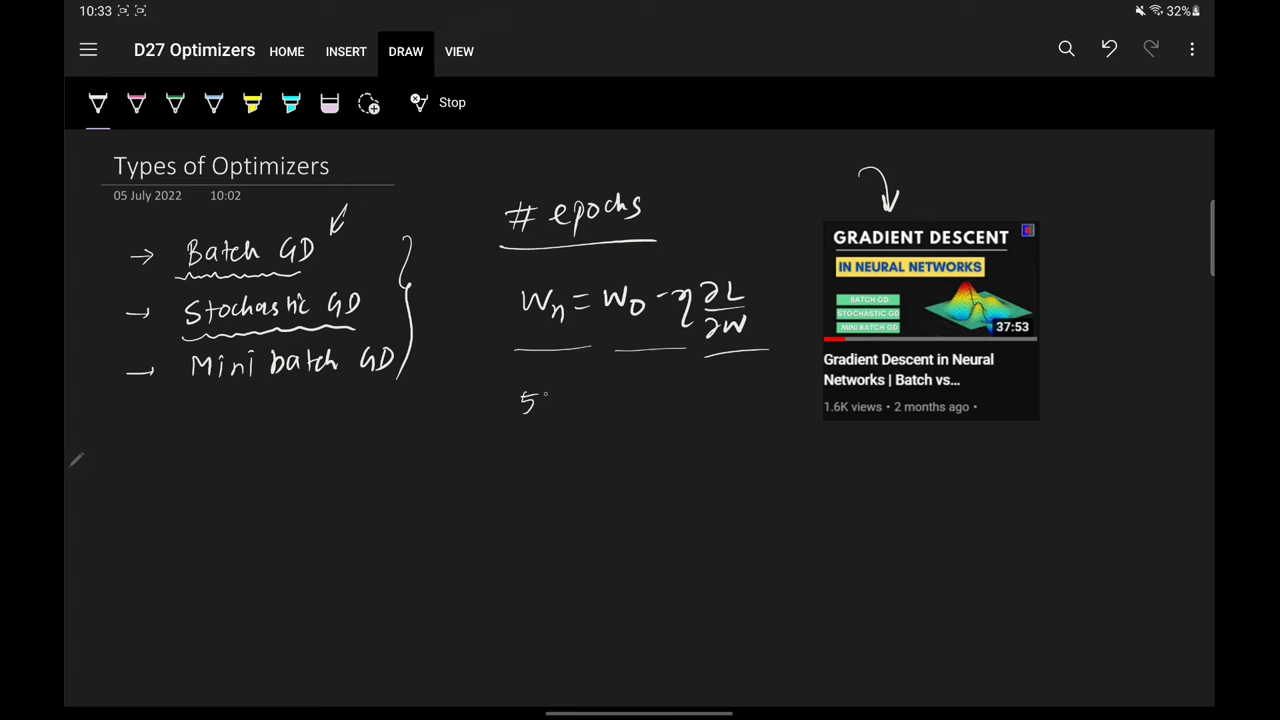 10:33
32%
D27 Optimizers HOME INSERT DRAW VIEW
Stop
Types of Optimizers
05 July 2022 10:02
→ Batch GD
→ Stochastic GD
→ Mini batch GD
# epochs
Wn = Wo - η ∂L/∂W
5
GRADIENT DESCENT
IN NEURAL NETWORKS
BATCH GD
STOCHASTIC GD
MINI BATCH GD
37:53
Gradient Descent in Neural
Networks | Batch vs...
1.6K views • 2 months ago •